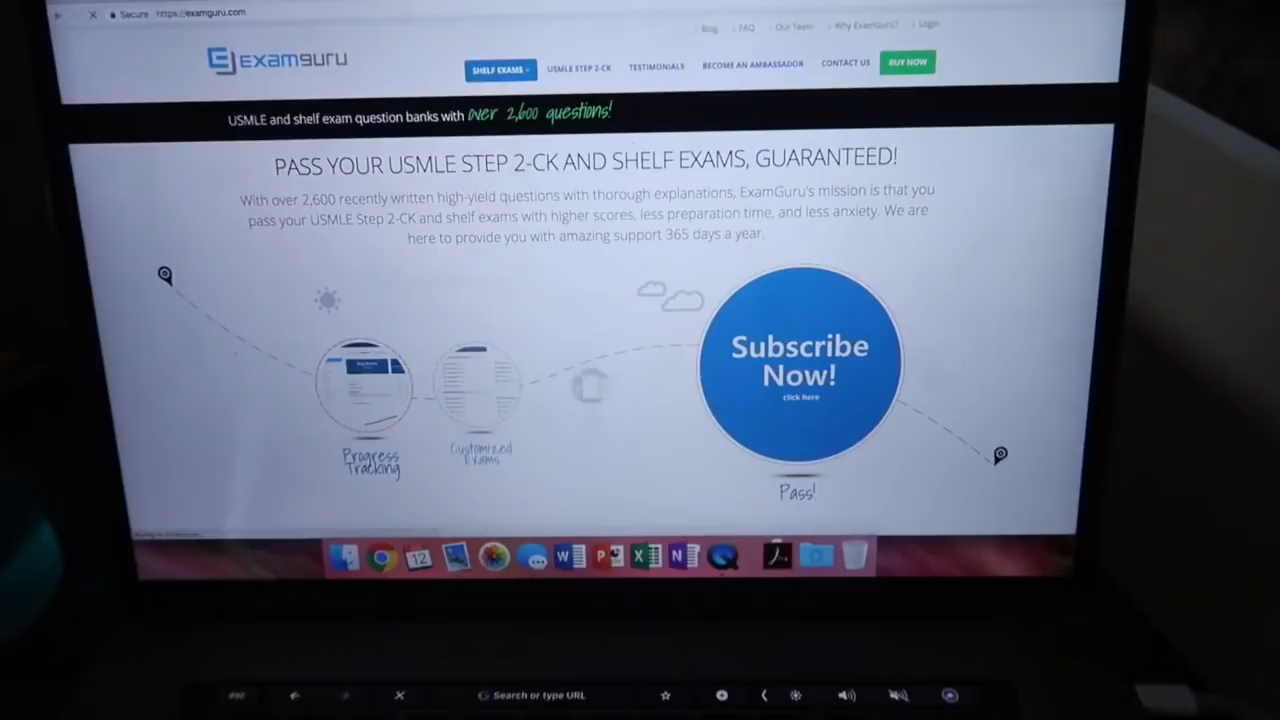 Secure https://examguru.com
Blog FAQ Our Team Why ExamGuru? Login
examguru
SHELF EXAMS USMLE STEP 2-CK TESTIMONIALS BECOME AN AMBASSADOR CONTACT US BUY NOW
USMLE and shelf exam question banks with over 2,600 questions!
PASS YOUR USMLE STEP 2-CK AND SHELF EXAMS, GUARANTEED!
With over 2,600 recently written high-yield questions with thorough explanations, ExamGuru's mission is that you
pass your USMLE Step 2-CK and shelf exams with higher scores, less preparation time, and less anxiety. We are
here to provide you with amazing support 365 days a year.
Subscribe
Now!
click here
Progress
Tracking
Customized
Exams
Pass!
12
W
P
X
N
esc
Search or type URL